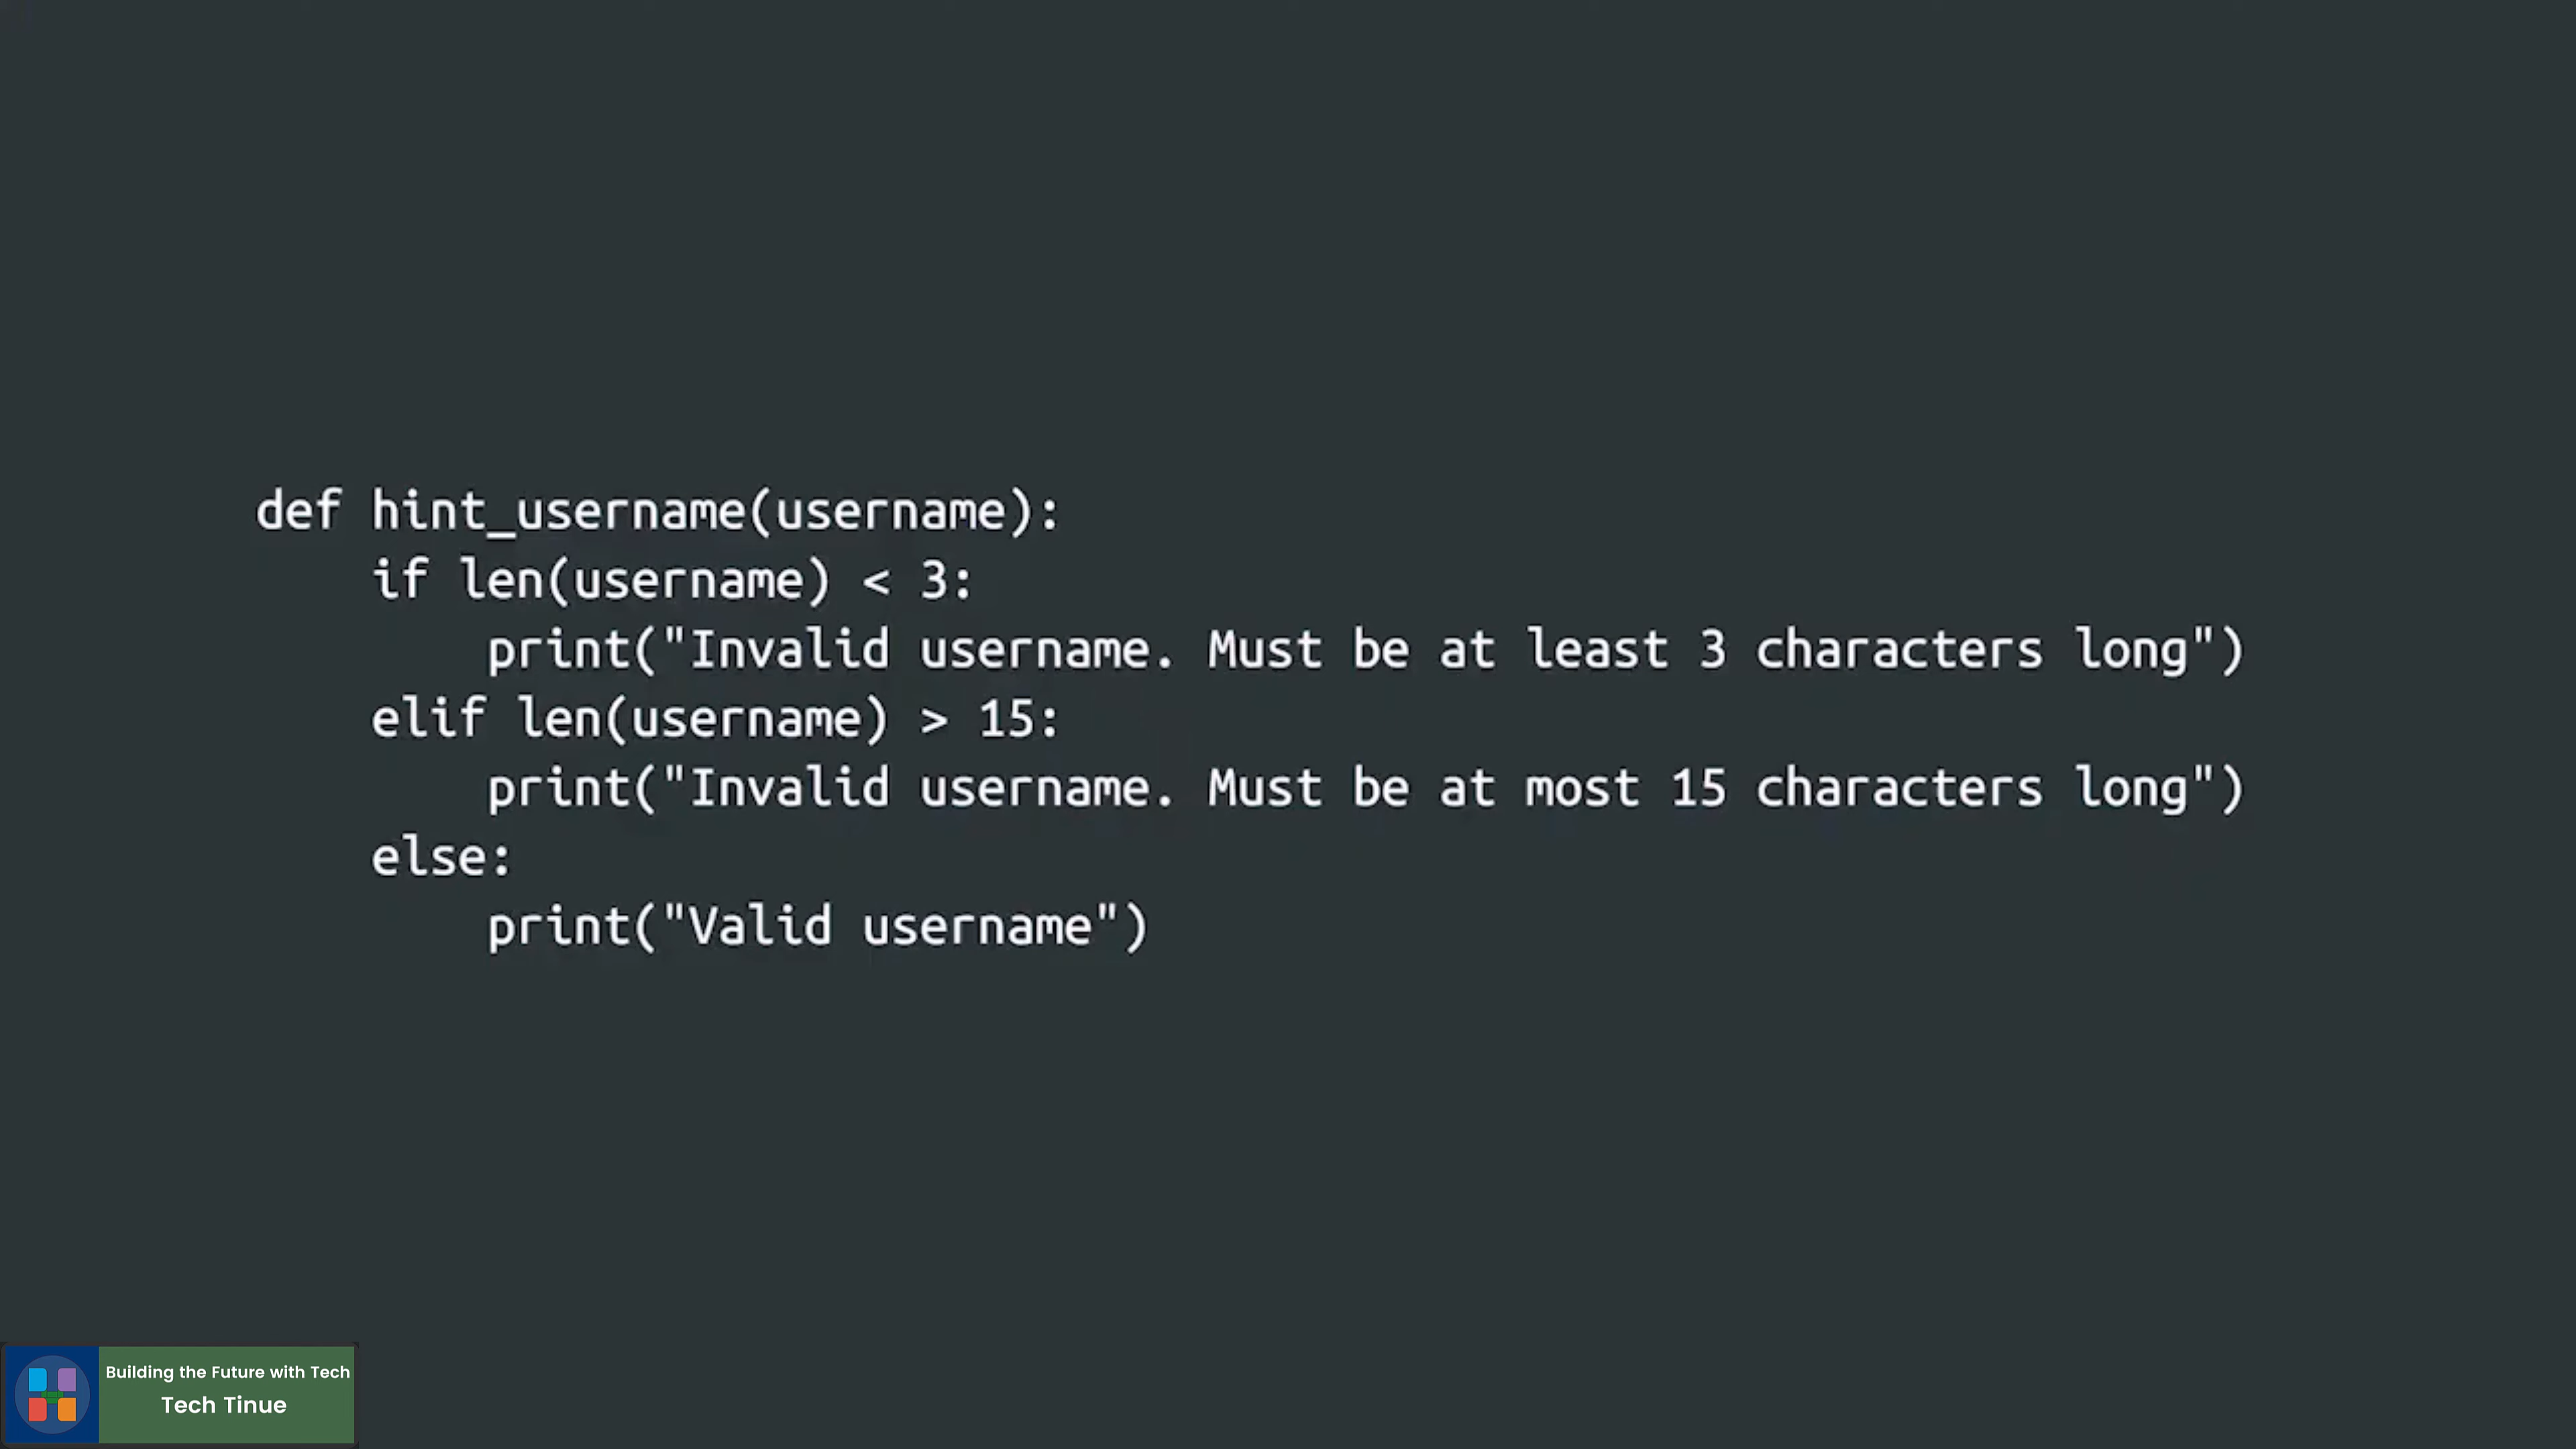 def hint_username(username):
    if len(username) < 3:
        print("Invalid username. Must be at least 3 characters long")
    elif len(username) > 15:
        print("Invalid username. Must be at most 15 characters long")
    else:
        print("Valid username")
Building the Future with Tech
Tech Tinue